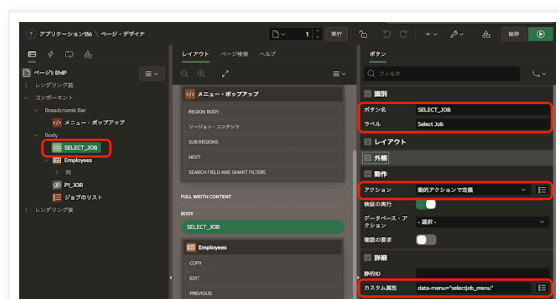 アプリケーション136 \ ページ・デザイナ
1
実行
保存
ページ1: EMP
レンダリング前
コンポーネント
Breadcrumb Bar
メニュー・ポップアップ
Body
SELECT_JOB
Employees
列
P1_JOB
ジョブのリスト
レンダリング後
レイアウト
ページ検索
ヘルプ
メニュー・ポップアップ
REGION BODY
リージョン・コンテンツ
SUB REGIONS
NEXT
SEARCH FIELD AND SMART FILTERS
FULL WIDTH CONTENT
BODY
SELECT_JOB
Employees
COPY
EDIT
PREVIOUS
ボタン
フィルタ
識別
ボタン名 SELECT_JOB
ラベル Select Job
レイアウト
外観
動作
アクション 動的アクションで定義
検証の実行
データベース・ア
クション - 選択 -
確認の要求
詳細
静的ID
カスタム属性 data-menu="selectjob_menu"